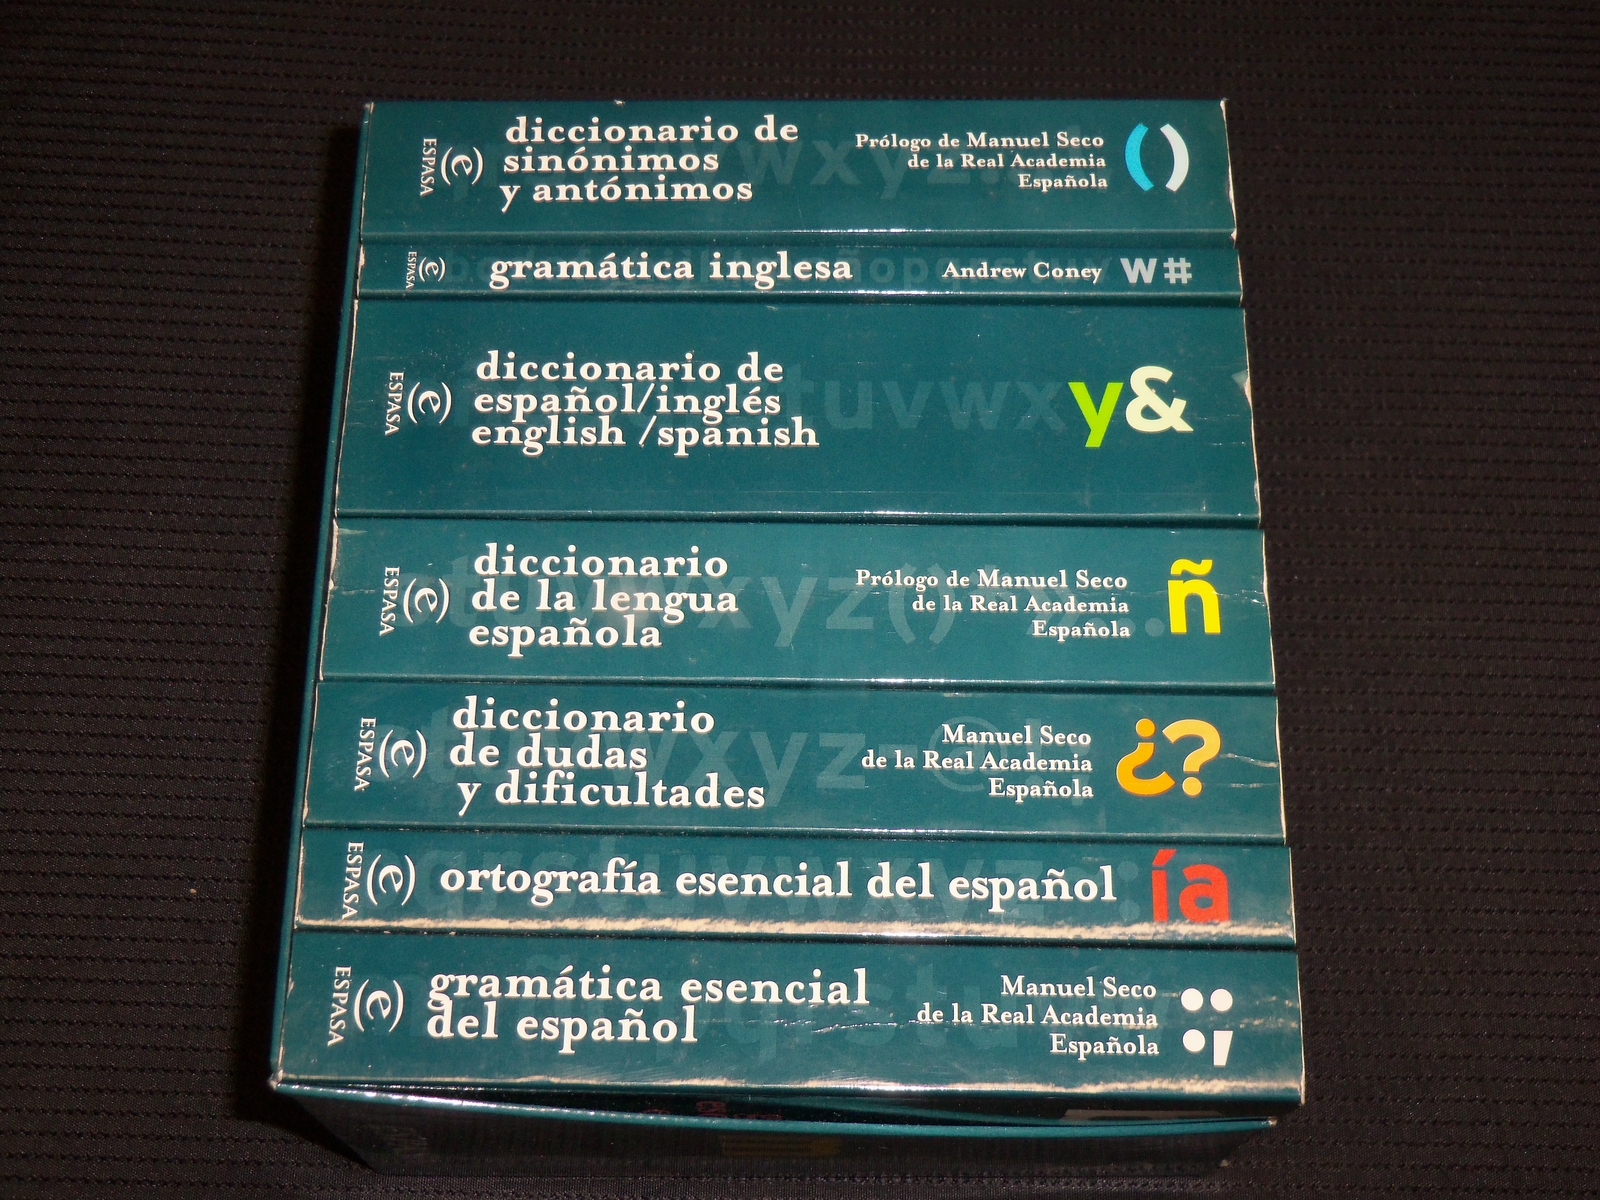 ESPASA
(e)
diccionario de
sinónimos
y antónimos
Prólogo de Manuel Seco
de la Real Academia
Española
()
ESPASA
(e)
gramática inglesa
Andrew Coney
w#
ESPASA
(e)
diccionario de
español/inglés
english /spanish
y&
ESPASA
(e)
diccionario
de la lengua
española
Prólogo de Manuel Seco
de la Real Academia
Española
ñ
ESPASA
(e)
diccionario
de dudas
y dificultades
Manuel Seco
de la Real Academia
Española
¿?
ESPASA
(e)
ortografía esencial del español
ía
ESPASA
(e)
gramática esencial
del español
Manuel Seco
de la Real Academia
Española
:;